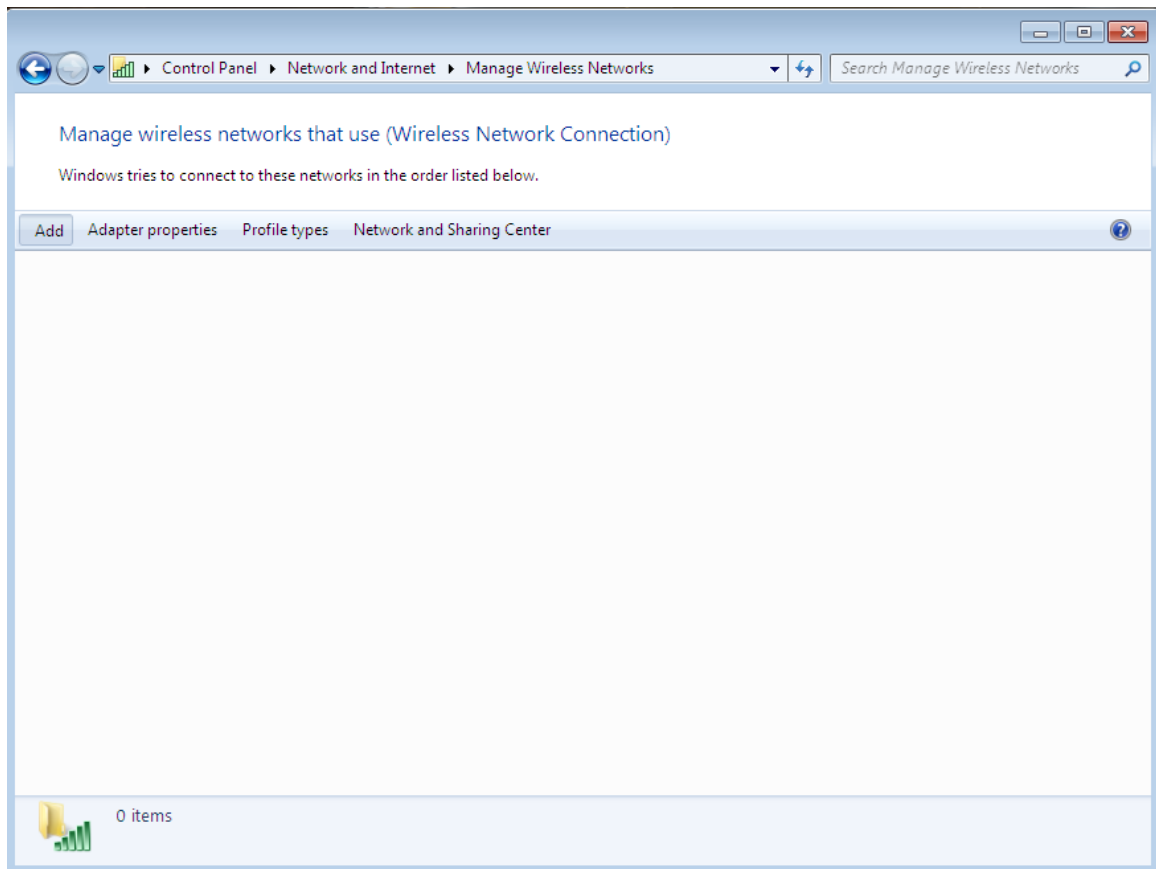 Control Panel Network and Internet Manage Wireless Networks Search Manage Wireless Networks
Manage wireless networks that use (Wireless Network Connection)
Windows tries to connect to these networks in the order listed below.
Add Adapter properties Profile types Network and Sharing Center ?
0 items